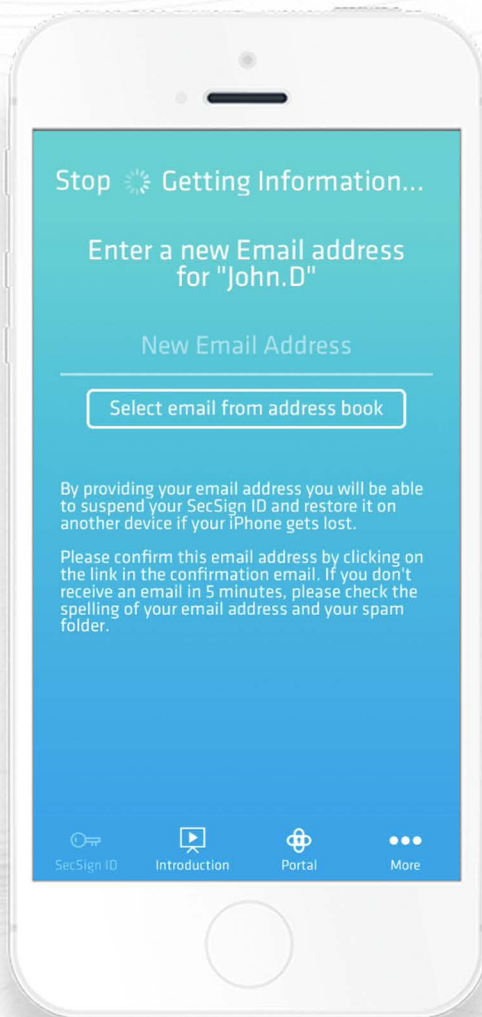 Stop Getting Information...
Enter a new Email address
for "John.D"
New Email Address
Select email from address book
By providing your email address you will be able
to suspend your SecSign ID and restore it on
another device if your iPhone gets lost.
Please confirm this email address by clicking on
the link in the confirmation email. If you don't
receive an email in 5 minutes, please check the
spelling of your email address and your spam
folder.
SecSign ID Introduction Portal More